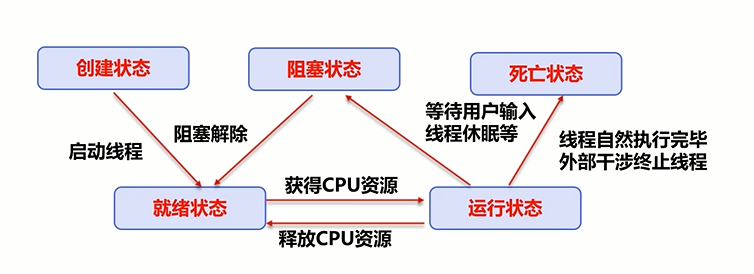 创建状态
阻塞状态
死亡状态
启动线程
阻塞解除
等待用户输入
线程休眠等
线程自然执行完毕
外部干涉终止线程
就绪状态
获得CPU资源
运行状态
释放CPU资源